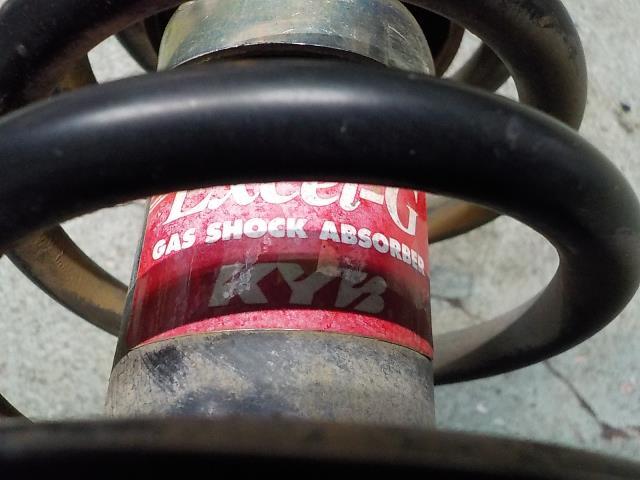 Excel-G
GAS SHOCK ABSORBER
KYB